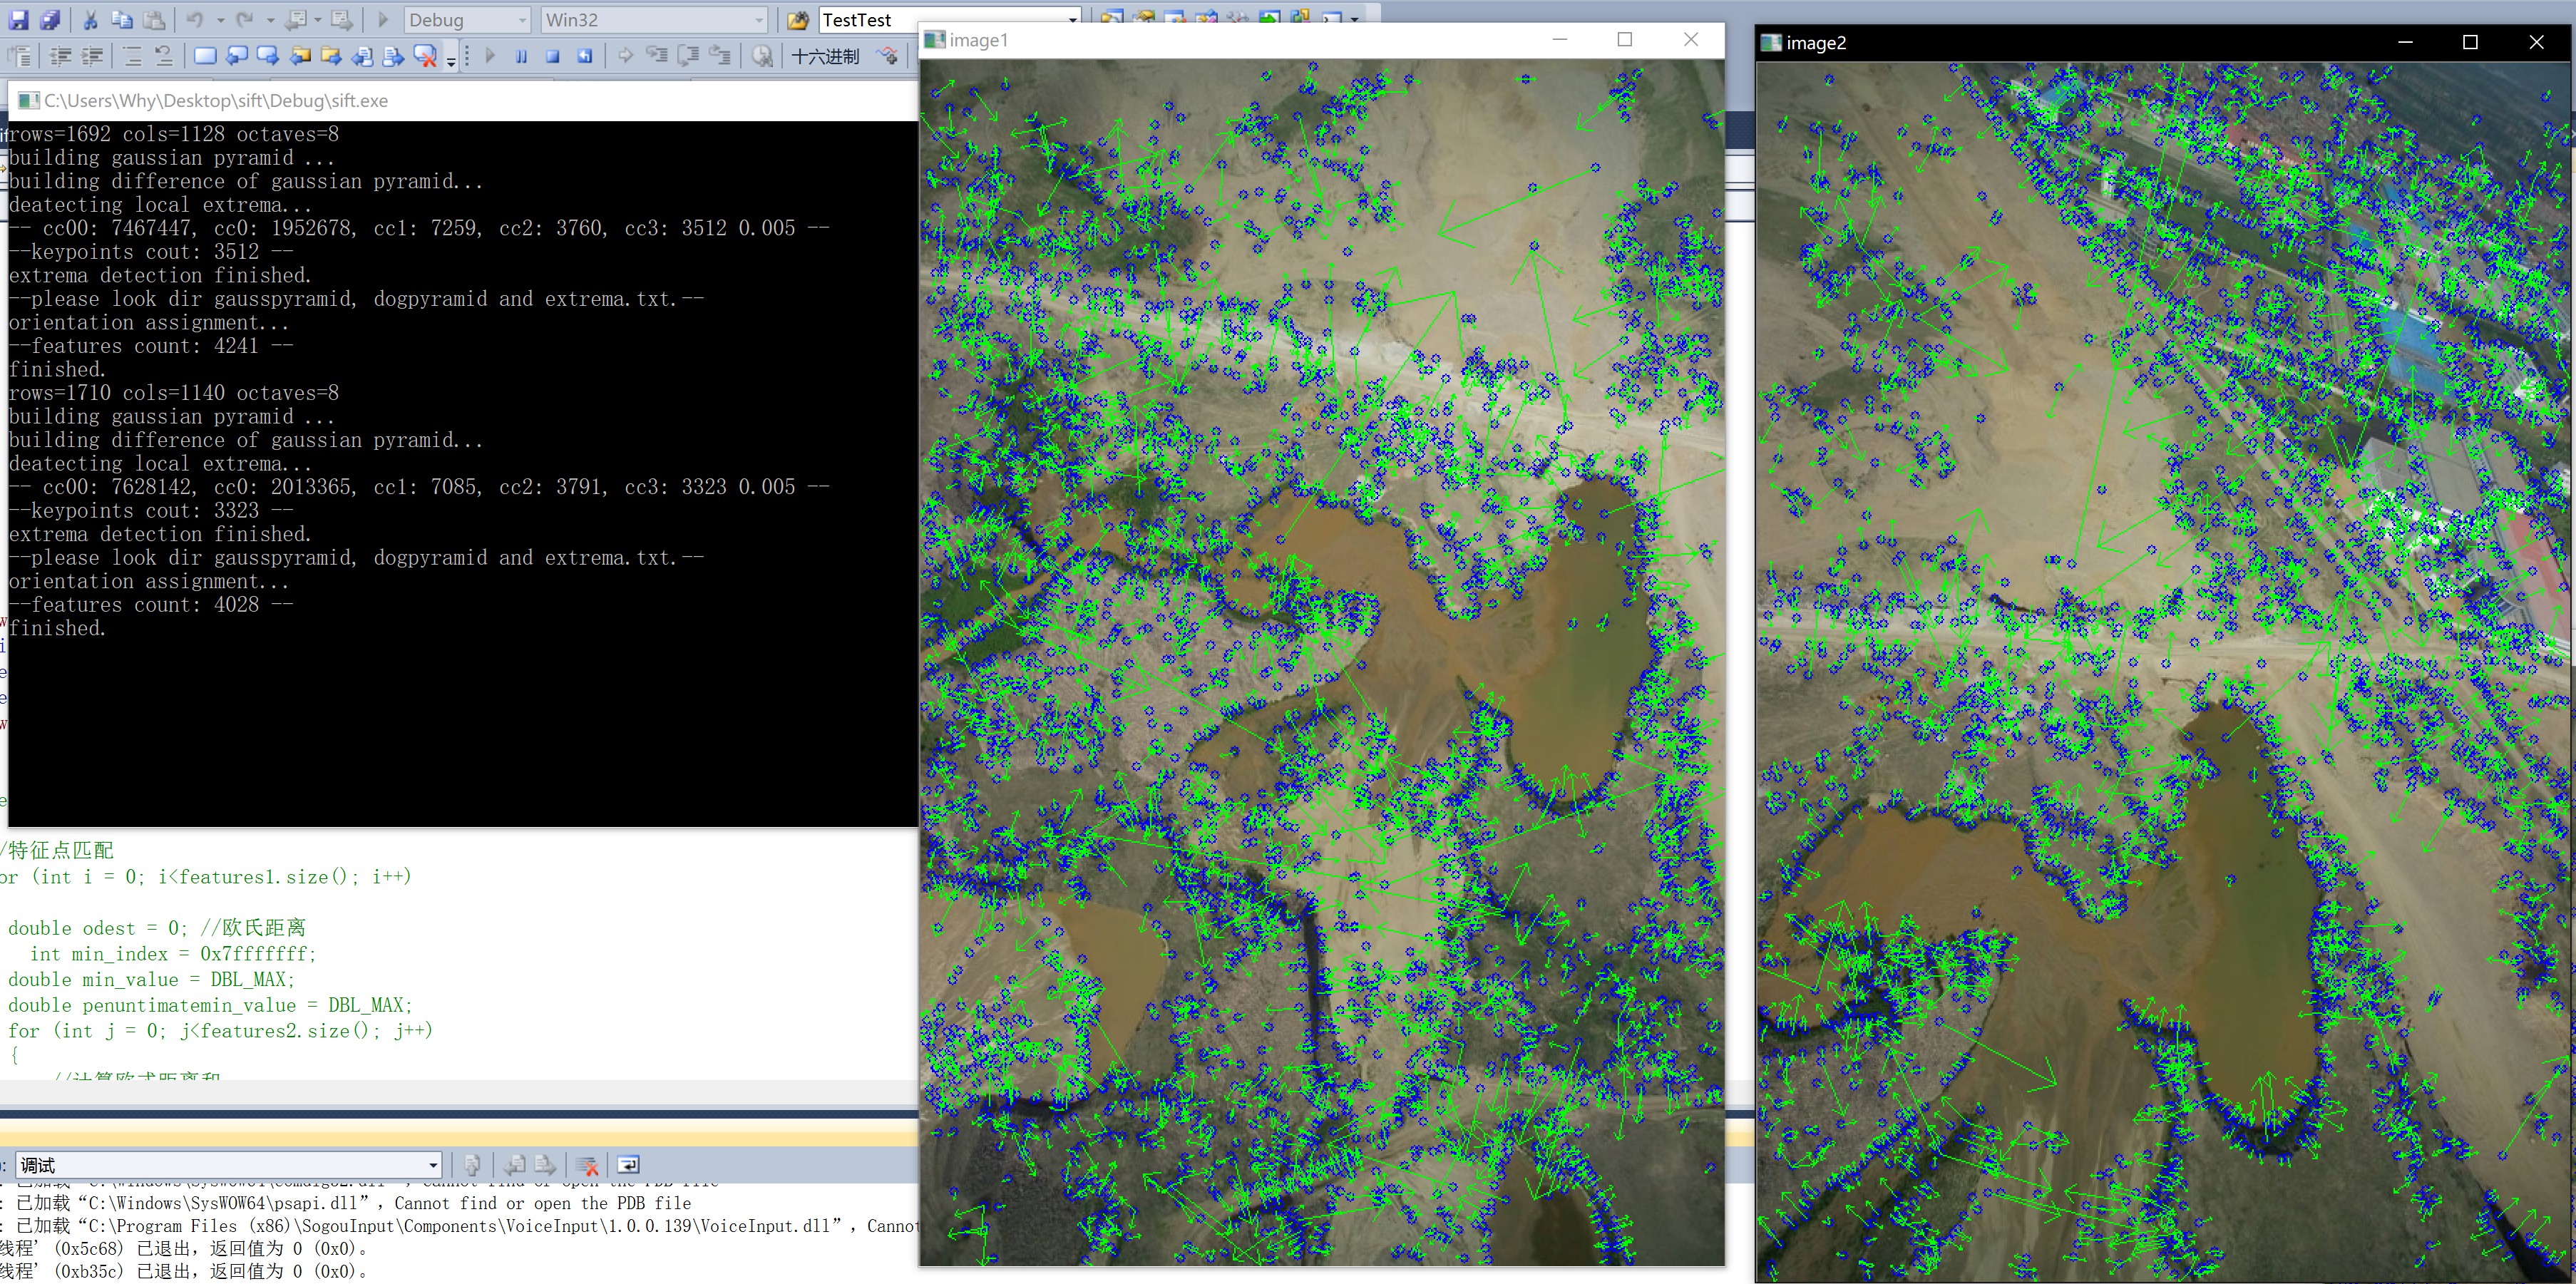 Debug
Win32
TestTest
十六进制
C:\Users\Why\Desktop\sift\Debug\sift.exe
rows=1692 cols=1128 octaves=8
building gaussian pyramid ...
building difference of gaussian pyramid...
deatecting local extrema...
-- cc00: 7467447, cc0: 1952678, cc1: 7259, cc2: 3760, cc3: 3512 0.005 --
--keypoints cout: 3512 --
extrema detection finished.
--please look dir gausspyramid, dogpyramid and extrema.txt.--
orientation assignment...
--features count: 4241 --
finished.
rows=1710 cols=1140 octaves=8
building gaussian pyramid ...
building difference of gaussian pyramid...
deatecting local extrema...
-- cc00: 7628142, cc0: 2013365, cc1: 7085, cc2: 3791, cc3: 3323 0.005 --
--keypoints cout: 3323 --
extrema detection finished.
--please look dir gausspyramid, dogpyramid and extrema.txt.--
orientation assignment...
--features count: 4028 --
finished.
/特征点匹配
or (int i = 0; i<features1.size(); i++)
double odest = 0; //欧氏距离
int min_index = 0x7fffffff;
double min_value = DBL_MAX;
double penuntimatemin_value = DBL_MAX;
for (int j = 0; j<features2.size(); j++)
{
调试
: 已加载“C:\Windows\SysWOW64\psapi.dll”，Cannot find or open the PDB file
: 已加载“C:\Program Files (x86)\SogouInput\Components\VoiceInput\1.0.0.139\VoiceInput.dll”，Canno
线程' (0x5c68) 已退出，返回值为 0 (0x0)。
线程' (0xb35c) 已退出，返回值为 0 (0x0)。
image1
image2